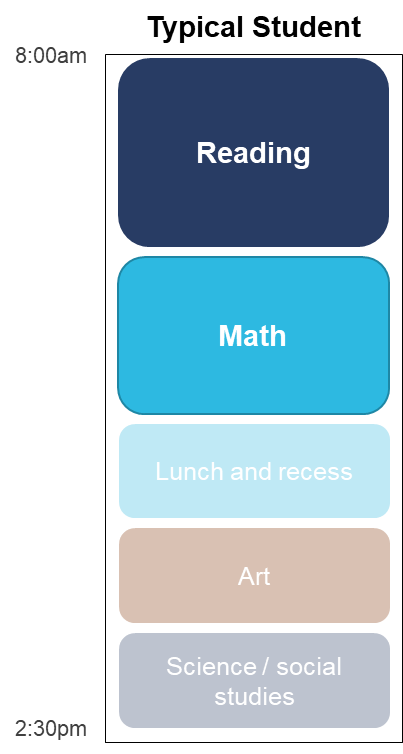 Typical Student
8:00am
Reading
Math
Lunch and recess
Art
Science / social
studies
2:30pm